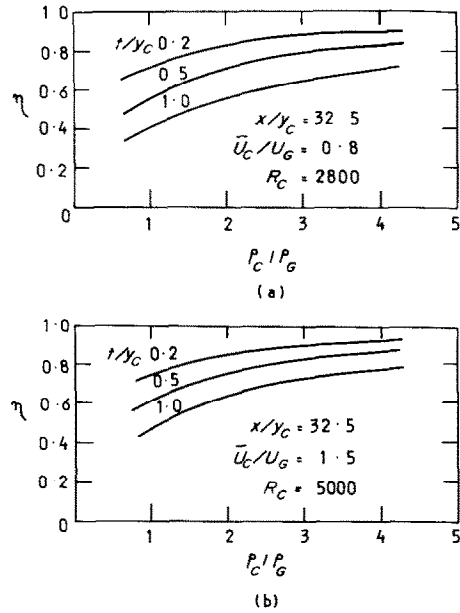 1·0
0·8
0·6
0·4
0·2
0
η
t/y_C 0·2
0·5
1·0
x/y_C = 32·5
U̅_C/U_G = 0·8
R_C = 2800
1 2 3 4 5
ρ_C/ρ_G
(a)
1·0
0·8
0·6
0·4
0·2
0
η
t/y_C 0·2
0·5
1·0
x/y_C = 32·5
U̅_C/U_G = 1·5
R_C = 5000
1 2 3 4 5
ρ_C/ρ_G
(b)